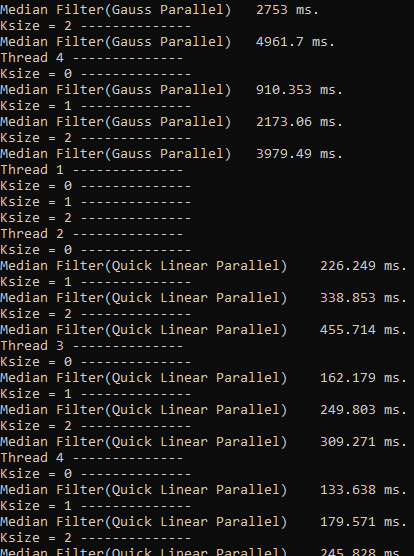 Median Filter(Gauss Parallel)   2753 ms.
Ksize = 2 --------------
Median Filter(Gauss Parallel)   4961.7 ms.
Thread 4 --------------
Ksize = 0 --------------
Median Filter(Gauss Parallel)   910.353 ms.
Ksize = 1 --------------
Median Filter(Gauss Parallel)   2173.06 ms.
Ksize = 2 --------------
Median Filter(Gauss Parallel)   3979.49 ms.
Thread 1 --------------
Ksize = 0 --------------
Ksize = 1 --------------
Ksize = 2 --------------
Thread 2 --------------
Ksize = 0 --------------
Median Filter(Quick Linear Parallel)    226.249 ms.
Ksize = 1 --------------
Median Filter(Quick Linear Parallel)    338.853 ms.
Ksize = 2 --------------
Median Filter(Quick Linear Parallel)    455.714 ms.
Thread 3 --------------
Ksize = 0 --------------
Median Filter(Quick Linear Parallel)    162.179 ms.
Ksize = 1 --------------
Median Filter(Quick Linear Parallel)    249.803 ms.
Ksize = 2 --------------
Median Filter(Quick Linear Parallel)    309.271 ms.
Thread 4 --------------
Ksize = 0 --------------
Median Filter(Quick Linear Parallel)    133.638 ms.
Ksize = 1 --------------
Median Filter(Quick Linear Parallel)    179.571 ms.
Ksize = 2 --------------
Median Filter(Quick Linear Parallel)    245.828 ms.